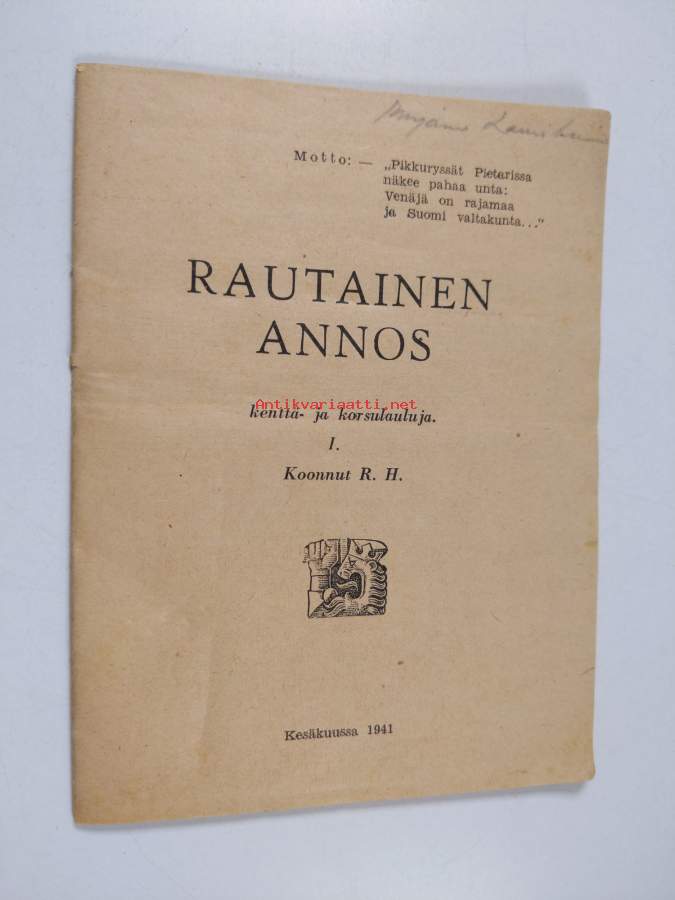 Motto: — „Pikkuryssät Pietarissa
näkee pahaa unta:
Venäjä on rajamaa
ja Suomi valtakunta..."
RAUTAINEN
ANNOS
Antikvariaatti.net
kenttä- ja korsulauluja.
I.
Koonnut R. H.
Kesäkuussa 1941